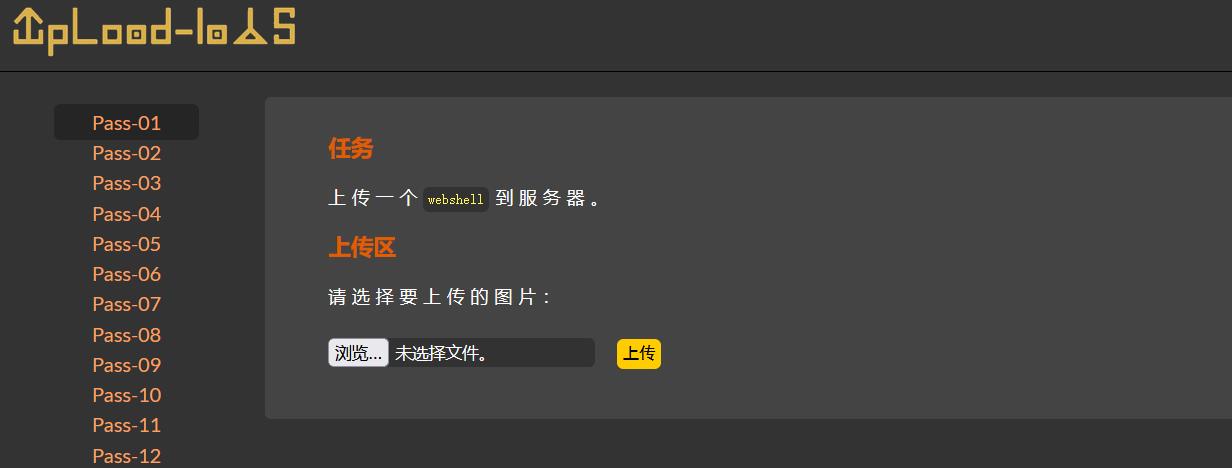 UpLoad-labs
Pass-01
Pass-02
Pass-03
Pass-04
Pass-05
Pass-06
Pass-07
Pass-08
Pass-09
Pass-10
Pass-11
Pass-12
任务
上传一个 webshell 到服务器。
上传区
请选择要上传的图片：
浏览... 未选择文件。 上传